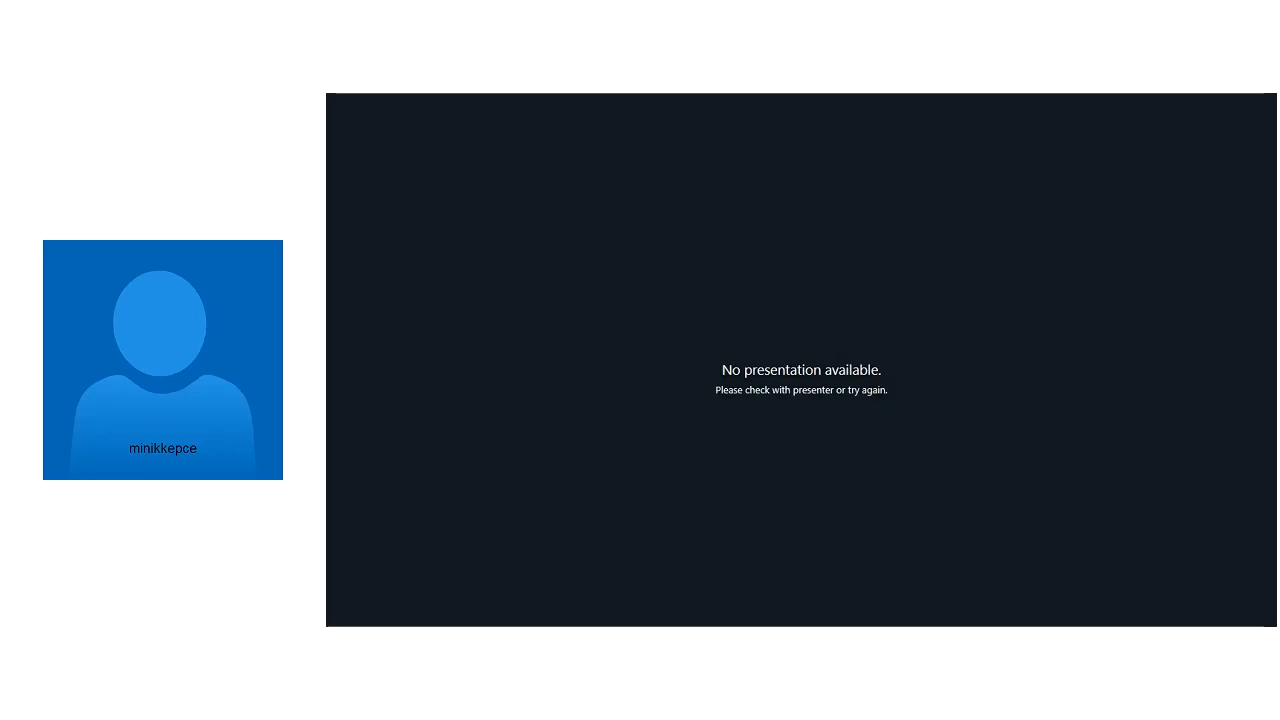 No presentation available.
Please check with presenter or try again.
minikkepce